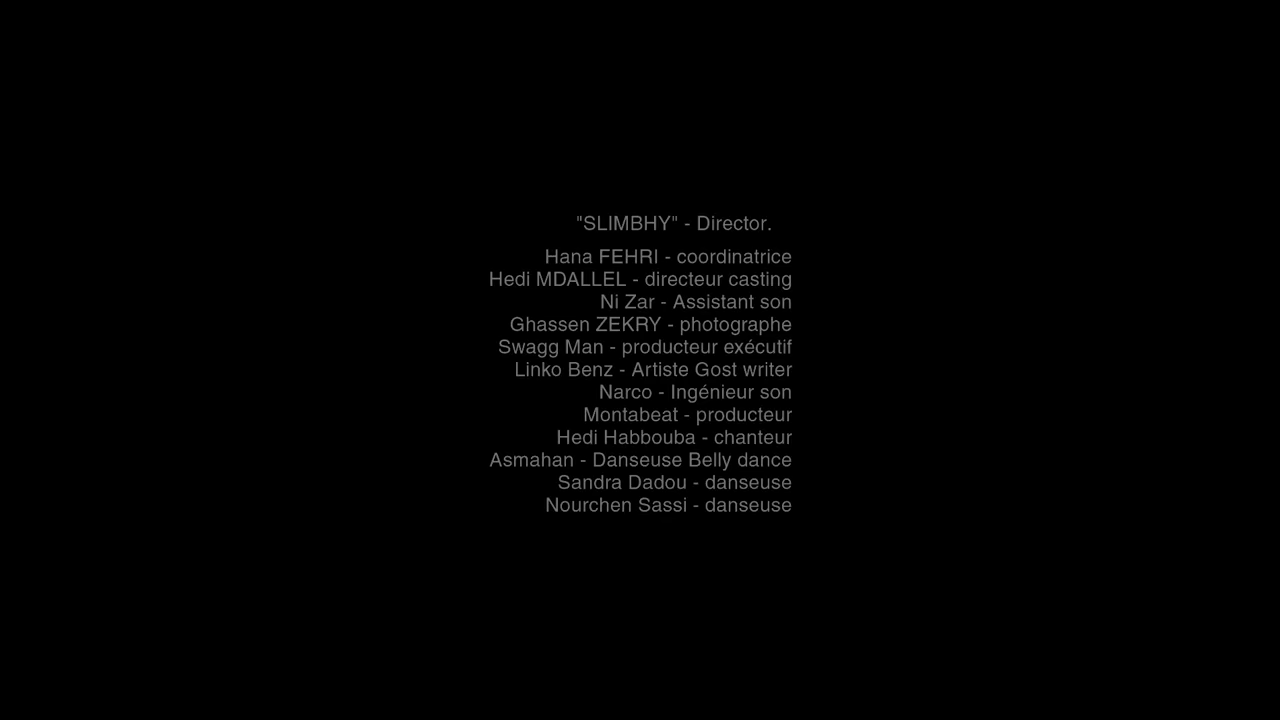 "SLIMBHY" - Director.
Hana FEHRI - coordinatrice
Hedi MDALLEL - directeur casting
Ni Zar - Assistant son
Ghassen ZEKRY - photographe
Swagg Man - producteur exécutif
Linko Benz - Artiste Gost writer
Narco - Ingénieur son
Montabeat - producteur
Hedi Habbouba - chanteur
Asmahan - Danseuse Belly dance
Sandra Dadou - danseuse
Nourchen Sassi - danseuse